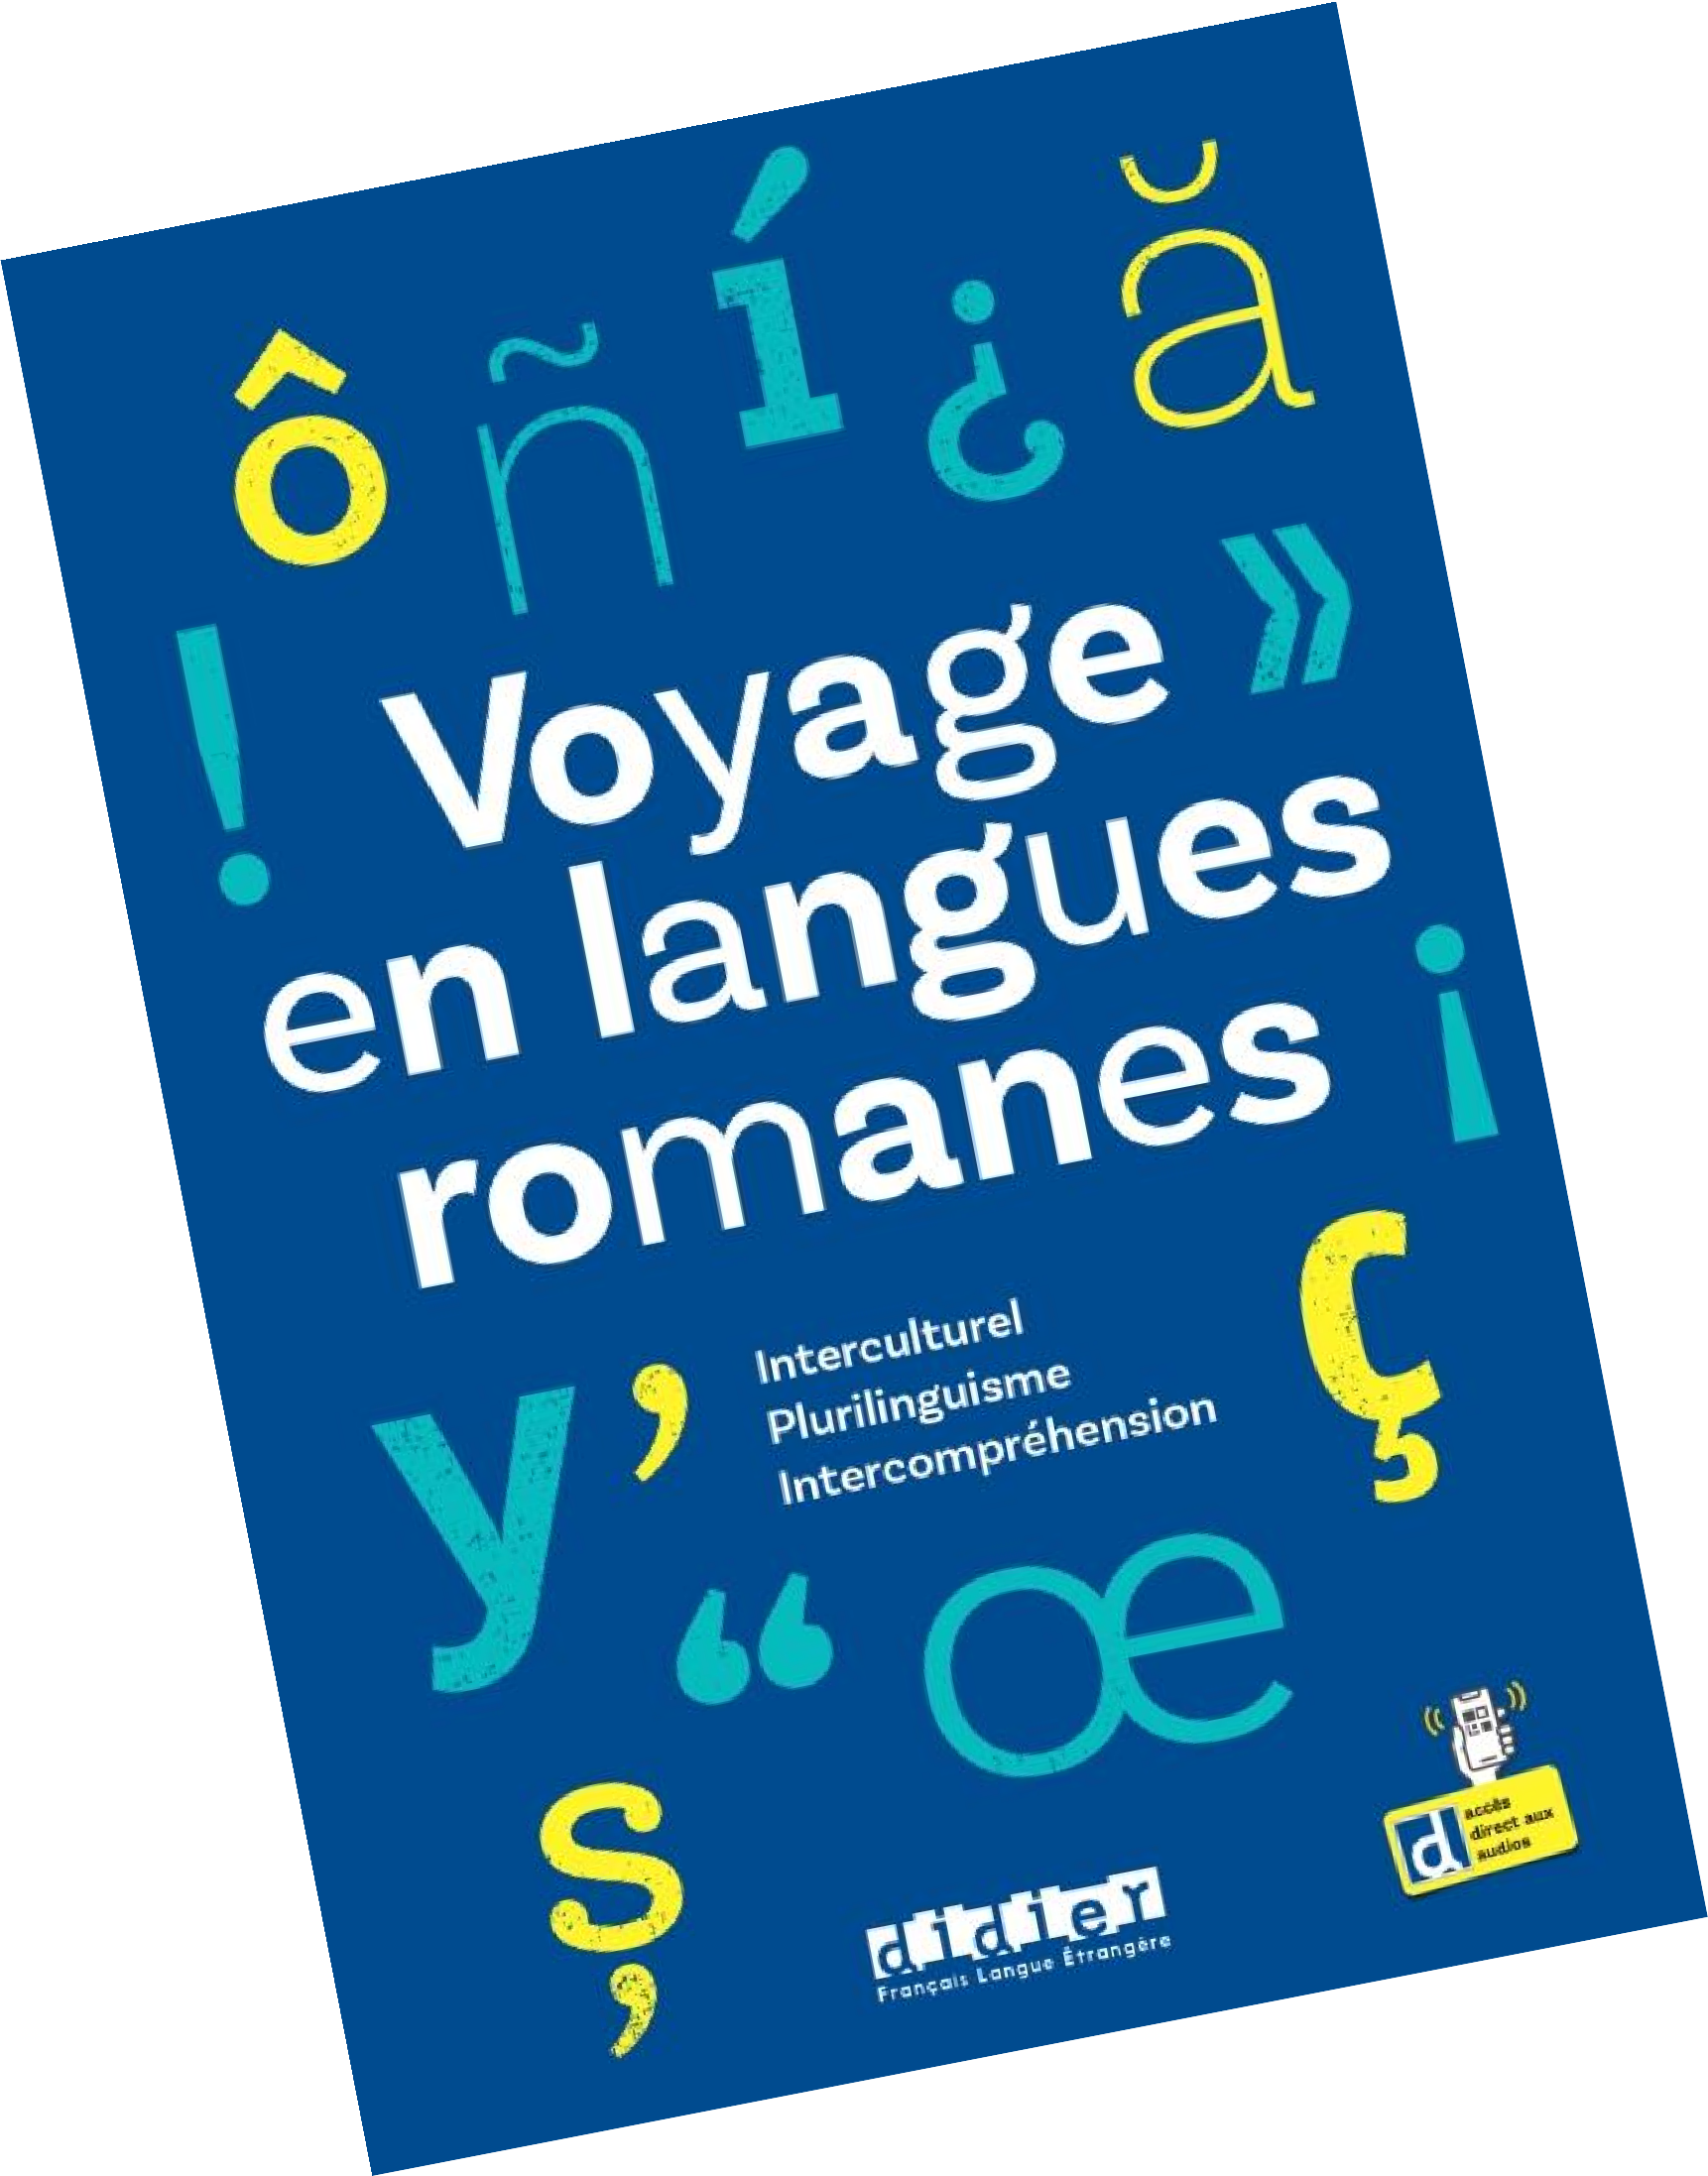 ô ñ í ¿ ă
! »
Voyage
en langues
romanes
¡
Interculturel
Plurilinguisme
Intercompréhension
y ’ ç
“ œ
ș
accès
direct aux
audios
d
didier
Français Langue Étrangère